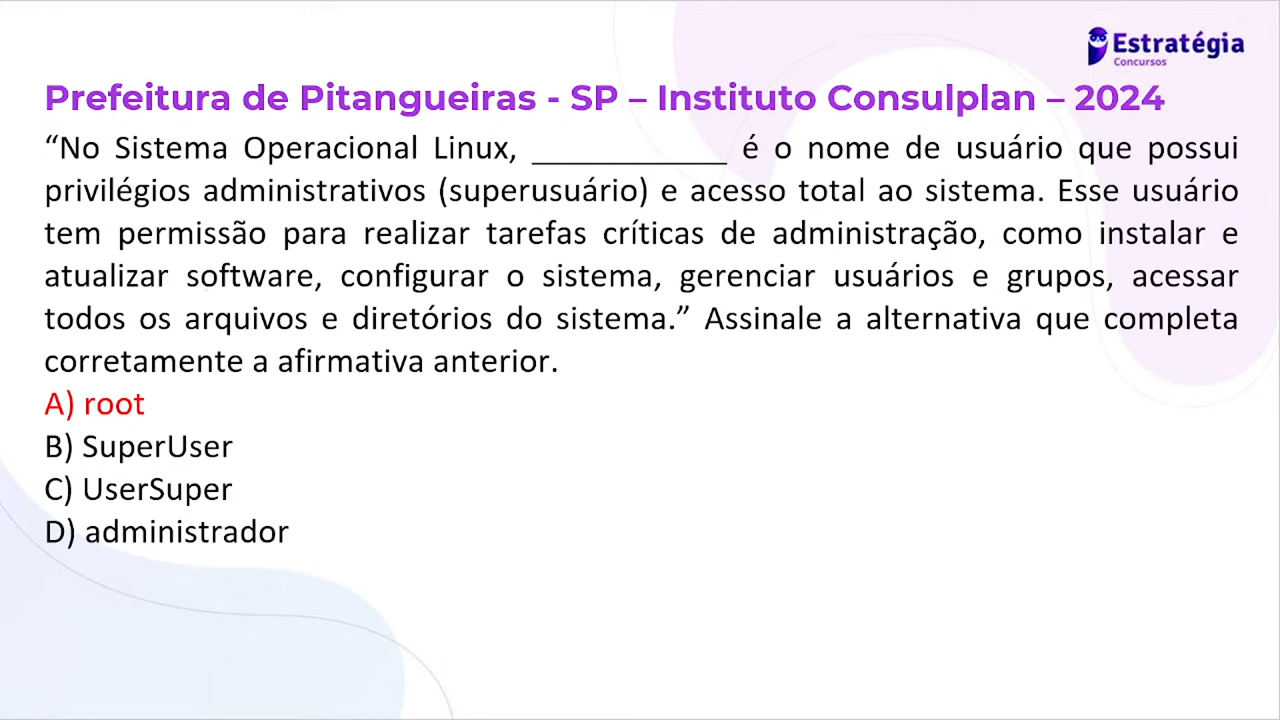 Estratégia
Concursos
Prefeitura de Pitangueiras - SP – Instituto Consulplan – 2024
“No Sistema Operacional Linux, ____________ é o nome de usuário que possui
privilégios administrativos (superusuário) e acesso total ao sistema. Esse usuário
tem permissão para realizar tarefas críticas de administração, como instalar e
atualizar software, configurar o sistema, gerenciar usuários e grupos, acessar
todos os arquivos e diretórios do sistema.” Assinale a alternativa que completa
corretamente a afirmativa anterior.
A) root
B) SuperUser
C) UserSuper
D) administrador